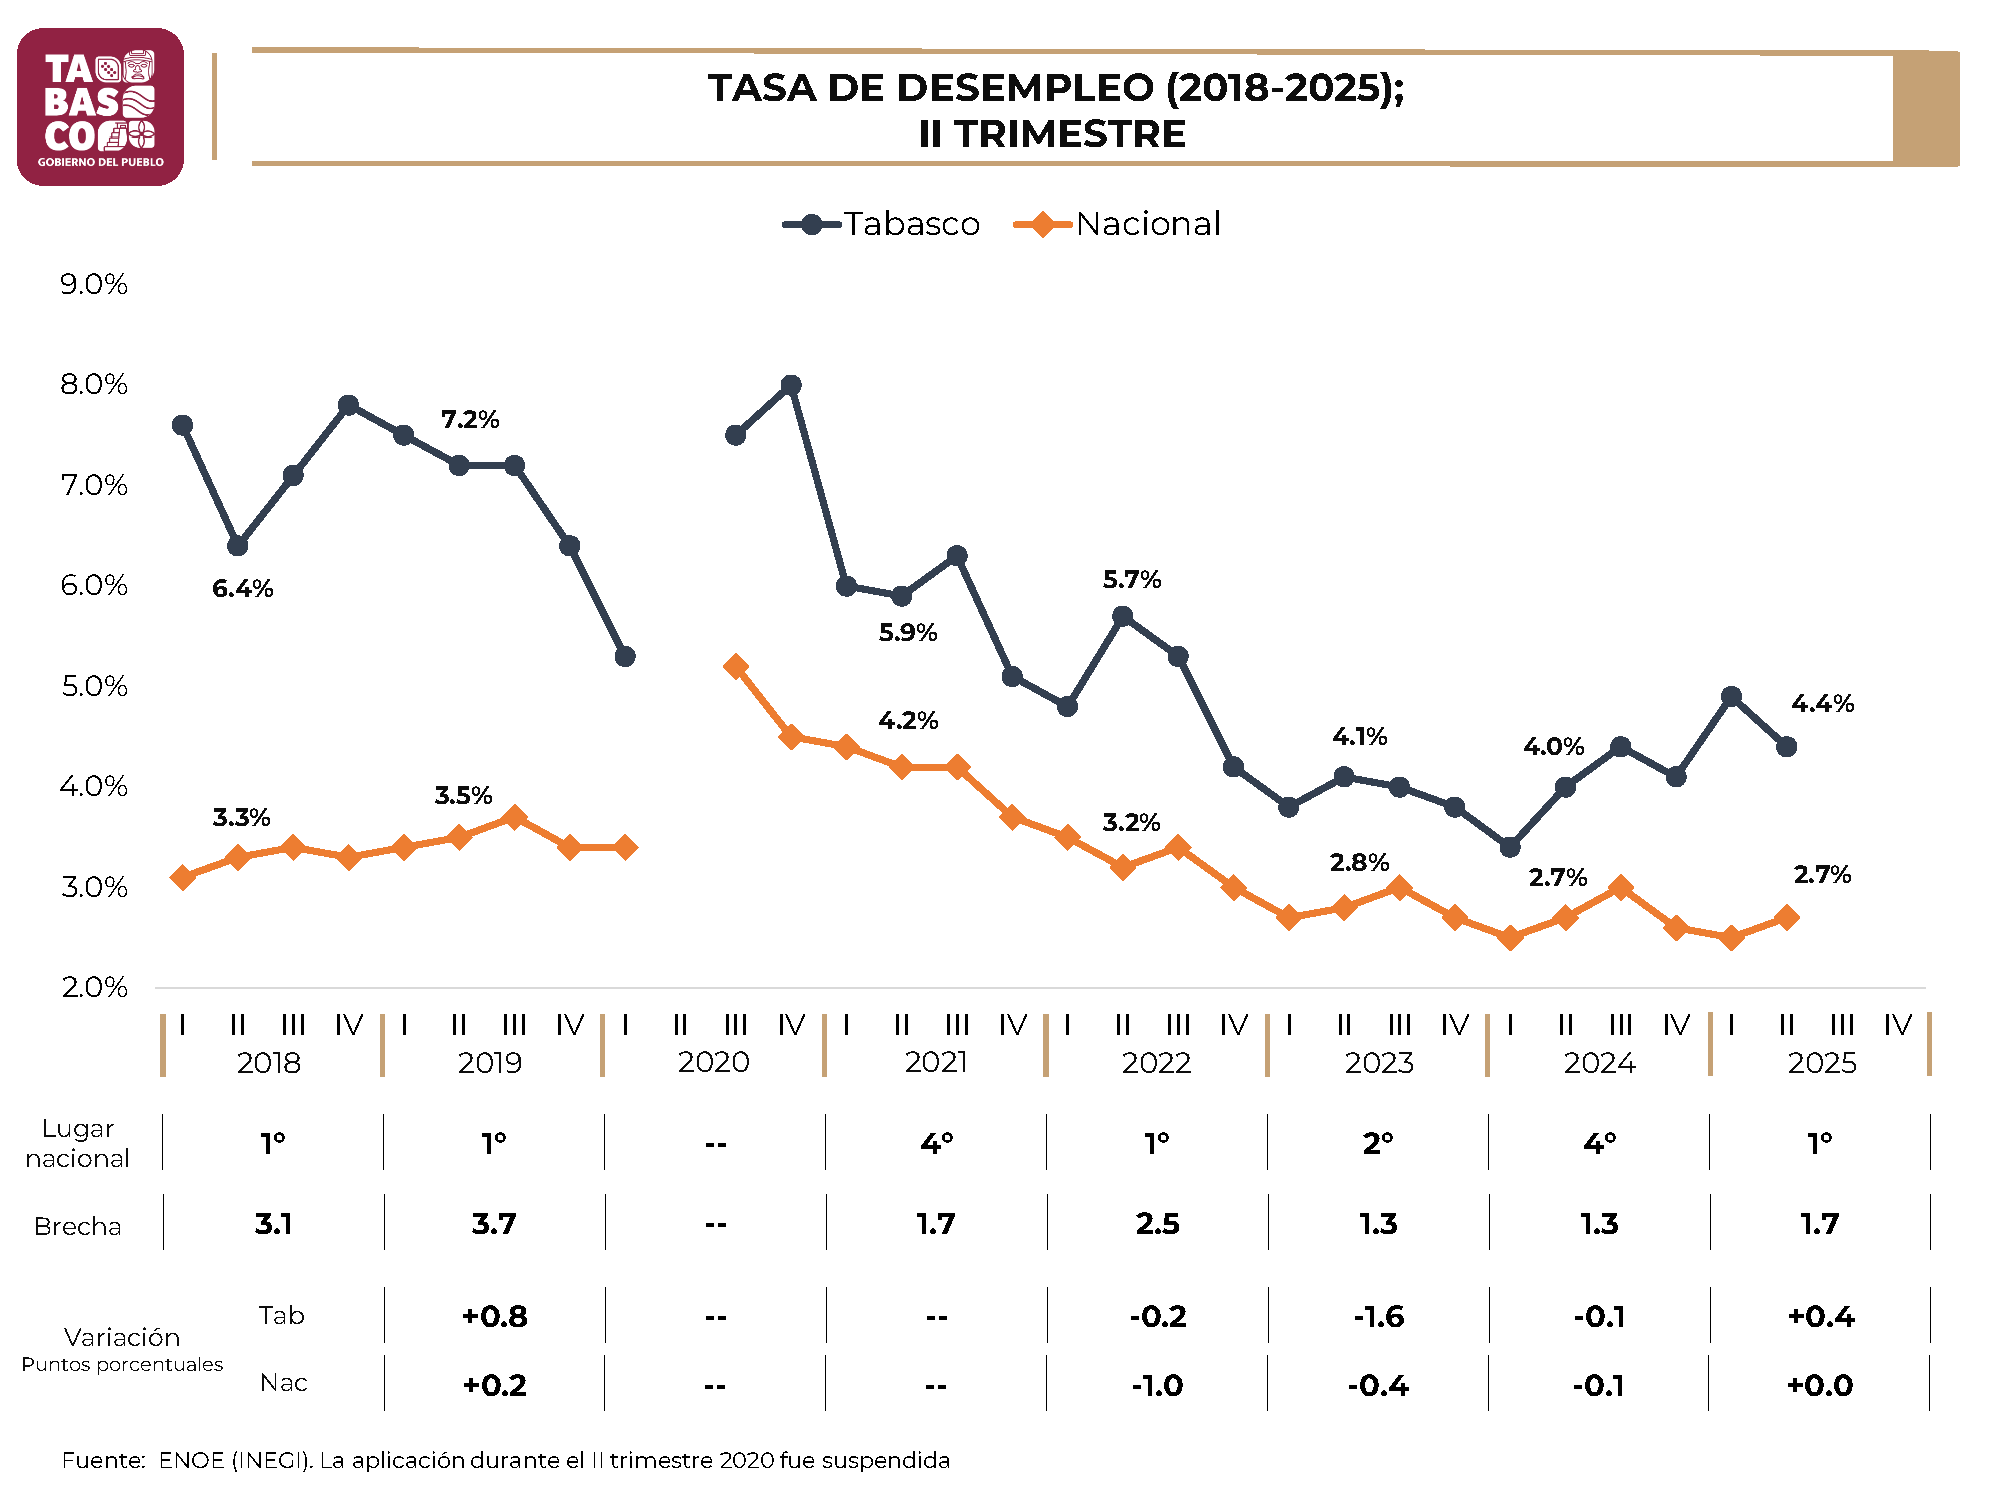 TA
BAS
CO
GOBIERNO DEL PUEBLO
TASA DE DESEMPLEO (2018-2025);
II TRIMESTRE
Tabasco Nacional
9.0%
8.0%
7.0%
6.0%
5.0%
4.0%
3.0%
2.0%
7.2%
6.4%
5.9%
5.7%
4.1%
4.0%
4.4%
3.3%
3.5%
4.2%
3.2%
2.8%
2.7%
2.7%
I II III IV I II III IV I II III IV I II III IV I II III IV I II III IV I II III IV I II III IV
2018 2019 2020 2021 2022 2023 2024 2025
Lugar
nacional
1° 1° -- 4° 1° 2° 4° 1°
Brecha 3.1 3.7 -- 1.7 2.5 1.3 1.3 1.7
Variación
Puntos porcentuales
Tab +0.8 -- -- -0.2 -1.6 -0.1 +0.4
Nac +0.2 -- -- -1.0 -0.4 -0.1 +0.0
Fuente: ENOE (INEGI). La aplicación durante el II trimestre 2020 fue suspendida